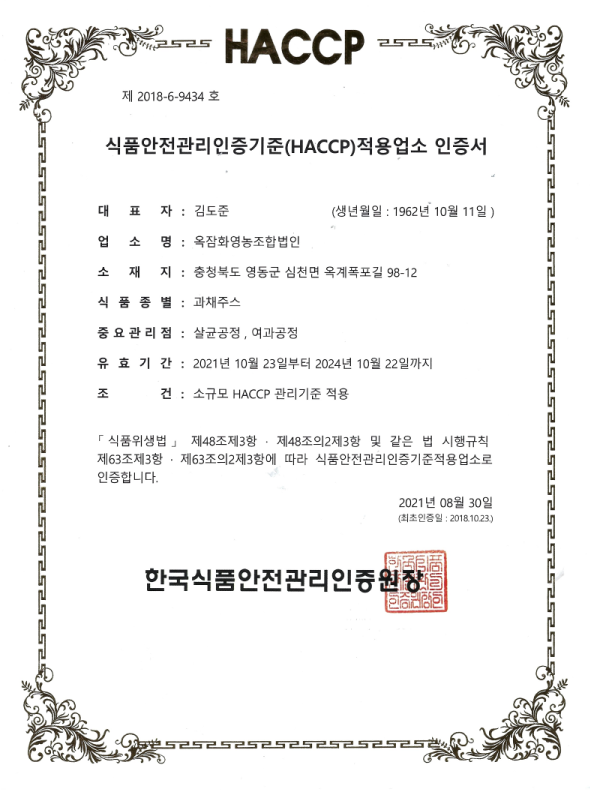 HACCP
제 2018-6-9434 호
식품안전관리인증기준(HACCP)적용업소 인증서
대 표 자 : 김도준 (생년월일 : 1962년 10월 11일 )
업 소 명 : 옥잠화영농조합법인
소 재 지 : 충청북도 영동군 심천면 옥계폭포길 98-12
식 품 종 별 : 과채주스
중요관리점 : 살균공정 , 여과공정
유 효 기 간 : 2021년 10월 23일부터 2024년 10월 22일까지
조 건 : 소규모 HACCP 관리기준 적용
「식품위생법」 제48조제3항 · 제48조의2제3항 및 같은 법 시행규칙
제63조제3항 · 제63조의2제3항에 따라 식품안전관리인증기준적용업소로
인증합니다.
2021년 08월 30일
(최초인증일 : 2018.10.23.)
한국식품안전관리인증원장